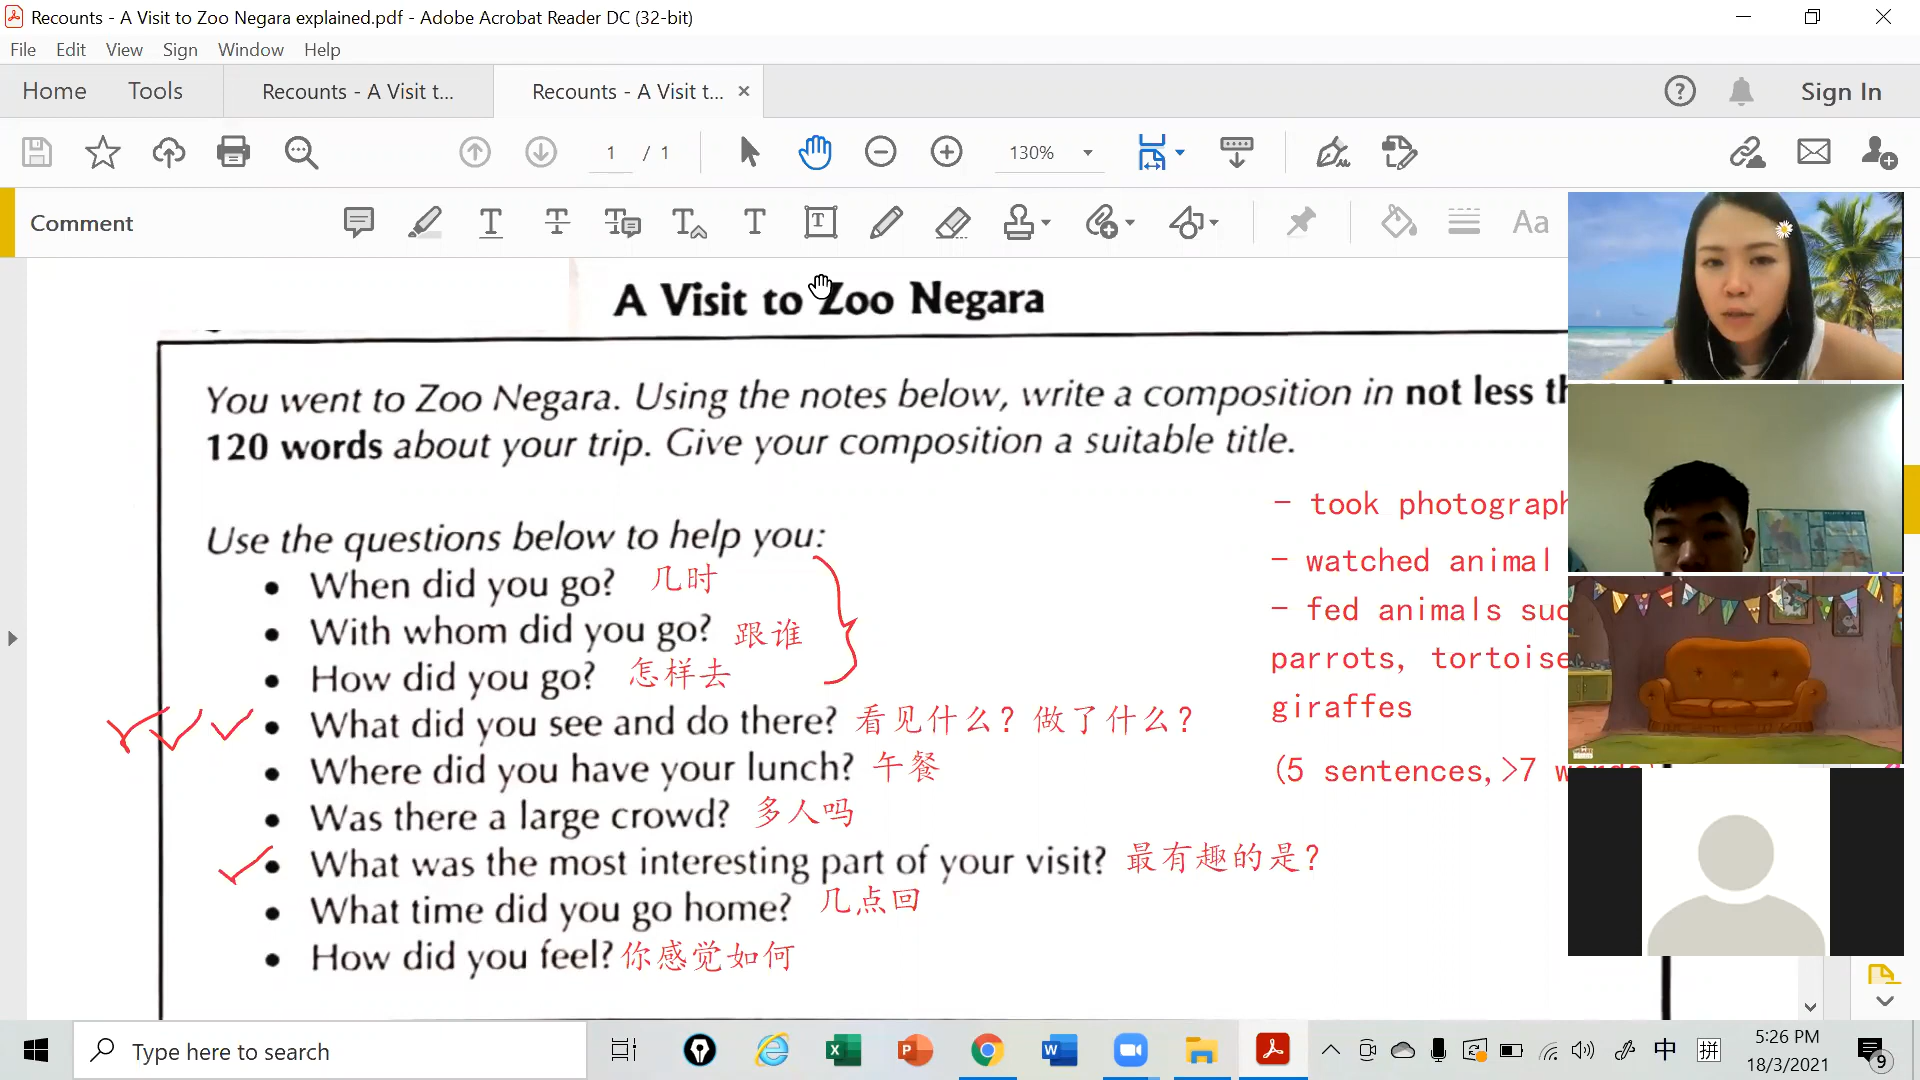 Recounts - A Visit to Zoo Negara explained.pdf - Adobe Acrobat Reader DC (32-bit)
File Edit View Sign Window Help
Home Tools Recounts - A Visit t... Recounts - A Visit t... × Sign In
1 / 1 130%
Comment Aa
A Visit to Zoo Negara
You went to Zoo Negara. Using the notes below, write a composition in not less th
120 words about your trip. Give your composition a suitable title.
- took photograph
Use the questions below to help you:
- watched animal
• When did you go? 几时
- fed animals suc
• With whom did you go? 跟谁
parrots, tortoise
• How did you go? 怎样去
giraffes
• What did you see and do there? 看见什么? 做了什么?
• Where did you have your lunch? 午餐
(5 sentences, >7 words
• Was there a large crowd? 多人吗
• What was the most interesting part of your visit? 最有趣的是?
• What time did you go home? 几点回
• How did you feel? 你感觉如何
Type here to search
中 拼
5:26 PM
18/3/2021
9